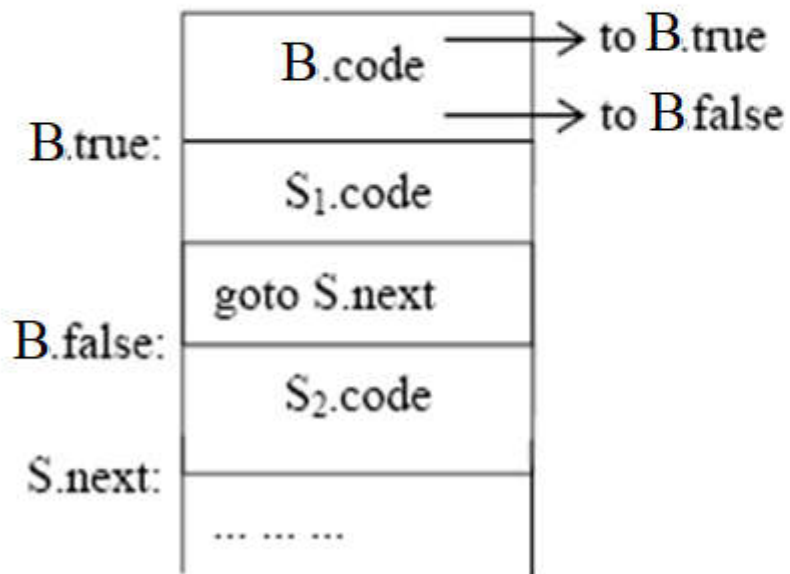 B.code → to B.true
→ to B.false
B.true:
S₁.code
goto S.next
B.false:
S₂.code
S.next:
... ... ...